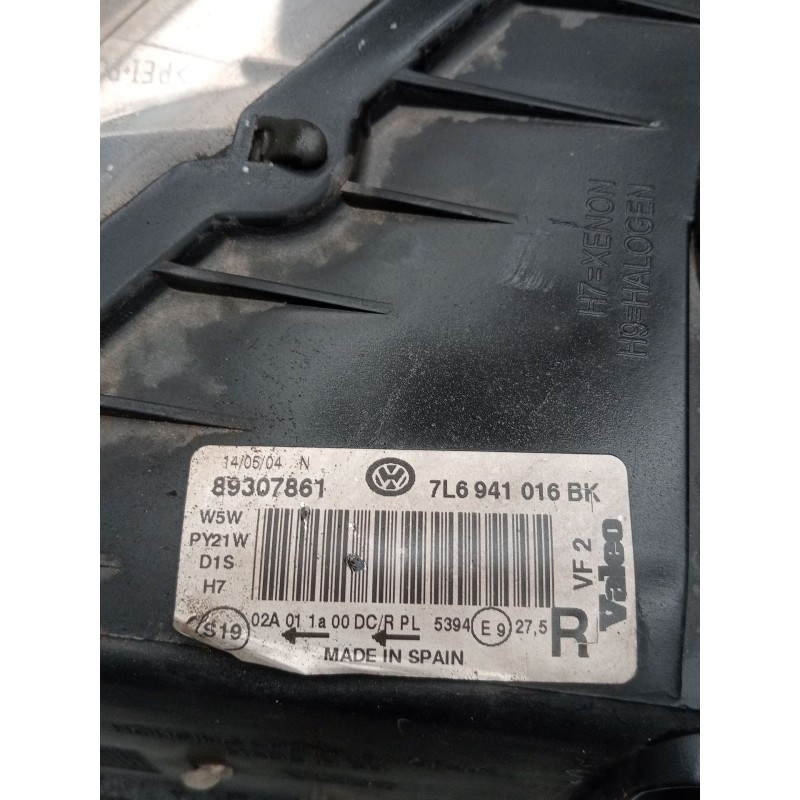 H7=XENON
H9=HALOGEN
14/05/04 N
89307861
VW
7L6 941 016 BK
W5W
PY21W
D1S
H7
VF 2
Valeo
S19
02A 01 1a 00 DC/R PL 5394 E 9 27,5
R
MADE IN SPAIN